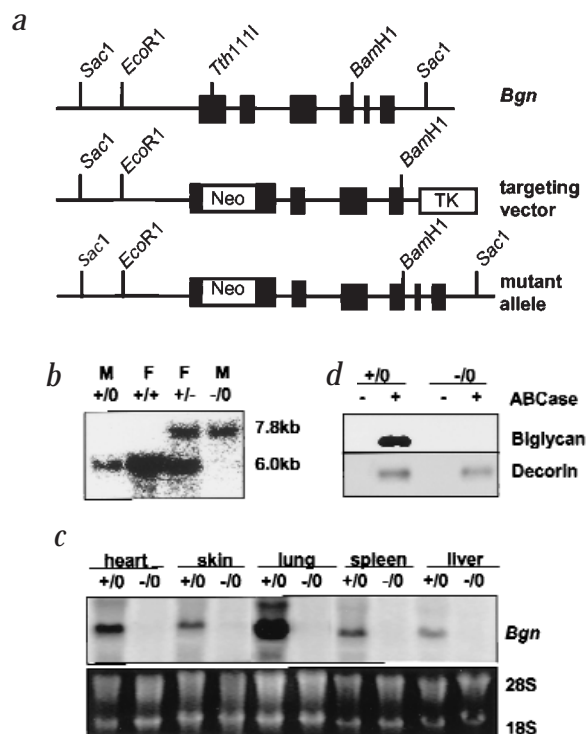 a
Sac1 EcoR1 Tth111I BamH1 Sac1
Bgn
Sac1 EcoR1 BamH1
Neo TK
targeting
vector
Sac1 EcoR1 BamH1 Sac1
Neo
mutant
allele
b
M F F M
+/0 +/+ +/- -/0
7.8kb
6.0kb
d
+/0 -/0
- + - + ABCase
Biglycan
Decorin
c
heart skin lung spleen liver
+/0 -/0 +/0 -/0 +/0 -/0 +/0 -/0 +/0 -/0
Bgn
28S
18S